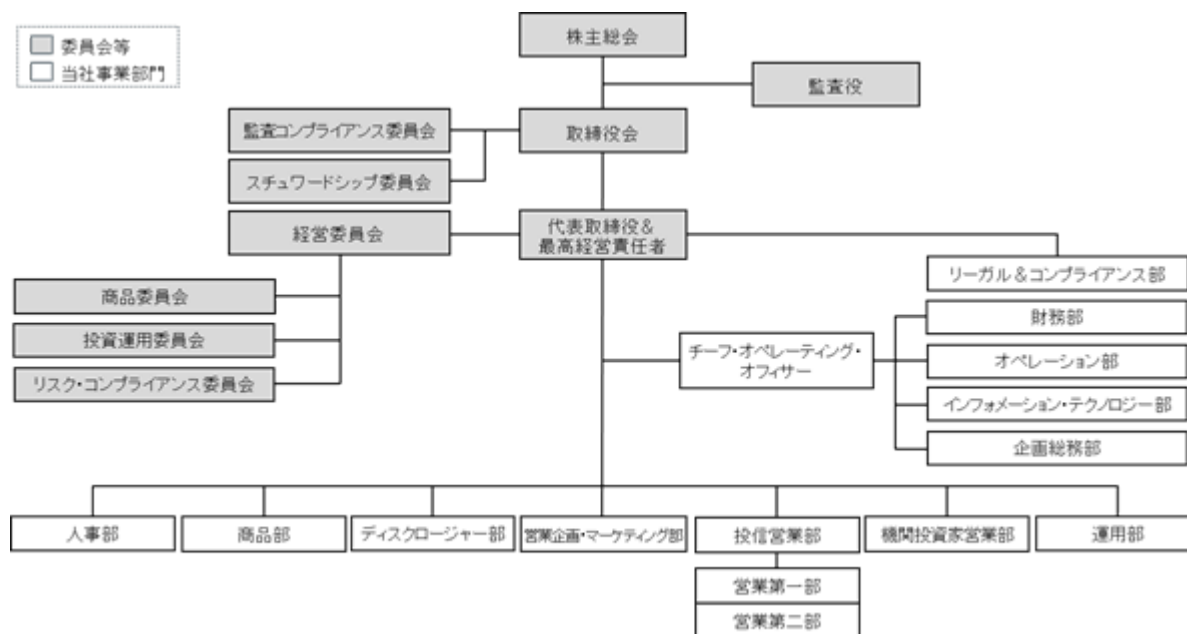 委員会等
当社事業部門
株主総会
監査役
監査コンプライアンス委員会
取締役会
スチュワードシップ委員会
経営委員会
代表取締役＆
最高経営責任者
リーガル＆コンプライアンス部
商品委員会
財務部
投資運用委員会
チーフ・オペレーティング・
オフィサー
オペレーション部
リスク・コンプライアンス委員会
インフォメーション・テクノロジー部
企画総務部
人事部
商品部
ディスクロージャー部
営業企画・マーケティング部
投信営業部
機関投資家営業部
運用部
営業第一部
営業第二部